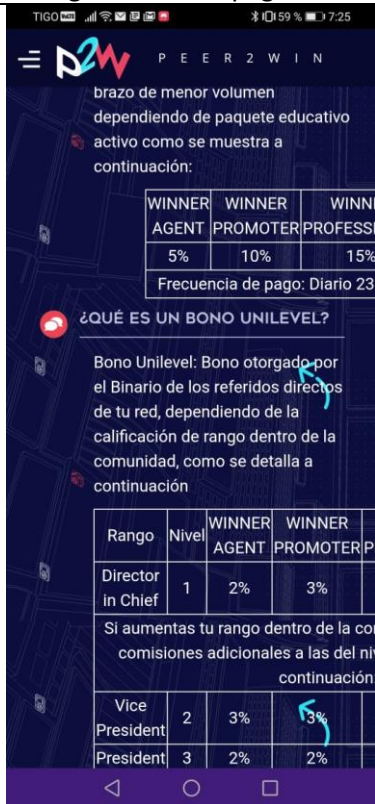 TIGO 59 % 7:25
P2W PEER2WIN
brazo de menor volumen
dependiendo de paquete educativo
activo como se muestra a
continuación:
WINNER WINNER WINN
AGENT PROMOTER PROFESS
5% 10% 15%
Frecuencia de pago: Diario 23
¿QUÉ ES UN BONO UNILEVEL?
Bono Unilevel: Bono otorgado por
el Binario de los referidos directos
de tu red, dependiendo de la
calificación de rango dentro de la
comunidad, como se detalla a
continuación
Rango Nivel WINNER WINNER
AGENT PROMOTER P
Director
in Chief 1 2% 3%
Si aumentas tu rango dentro de la co
comisiones adicionales a las del niv
continuación
Vice
President 2 3% 3%
President 3 2% 2%